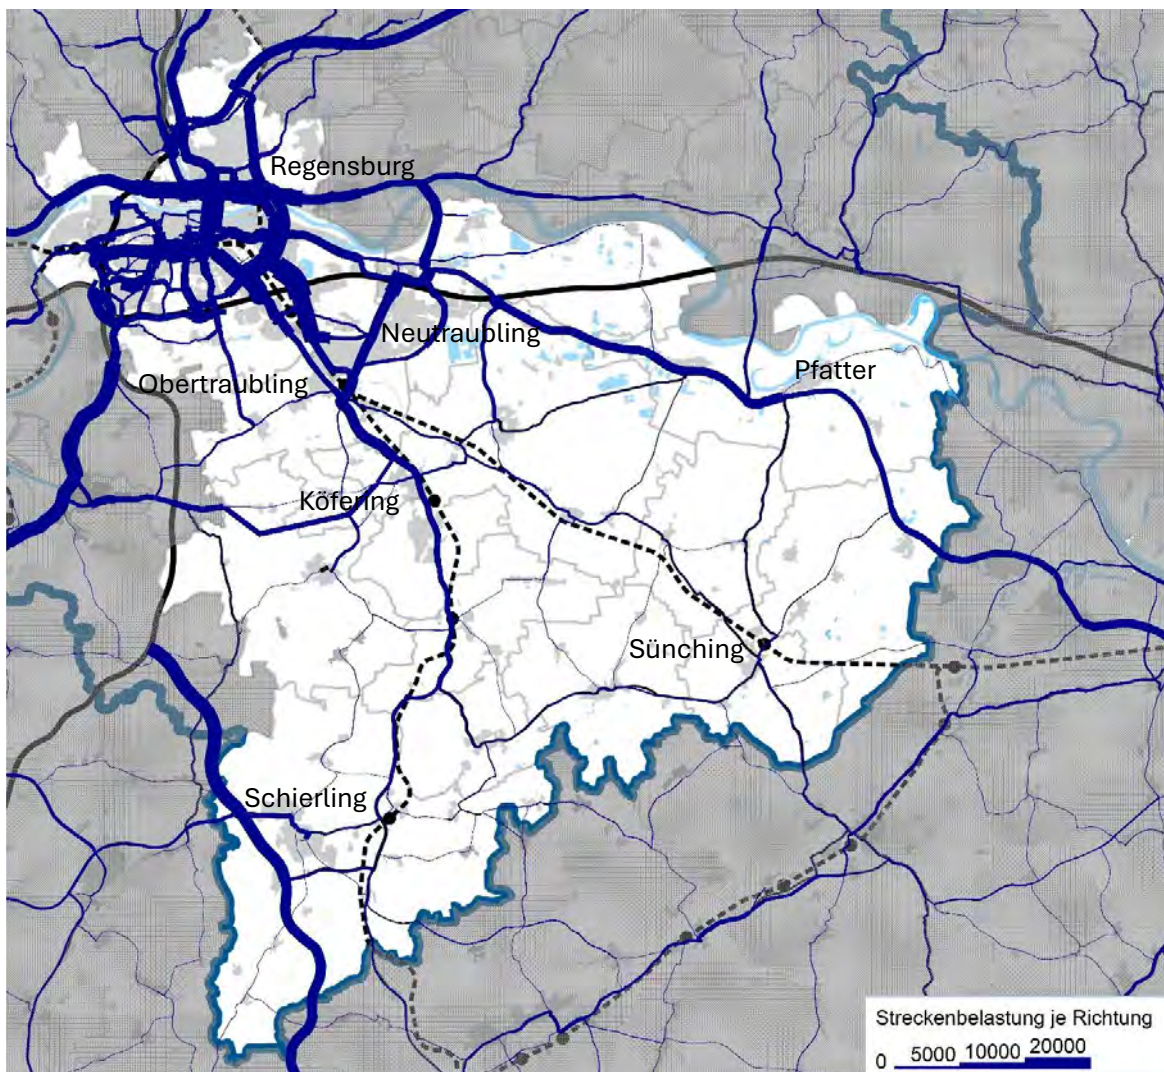 Regensburg
Neutraubling
Pfatter
Obertraubling
Köfering
Sünching
Schierling
Streckenbelastung je Richtung
0 5000 10000 20000